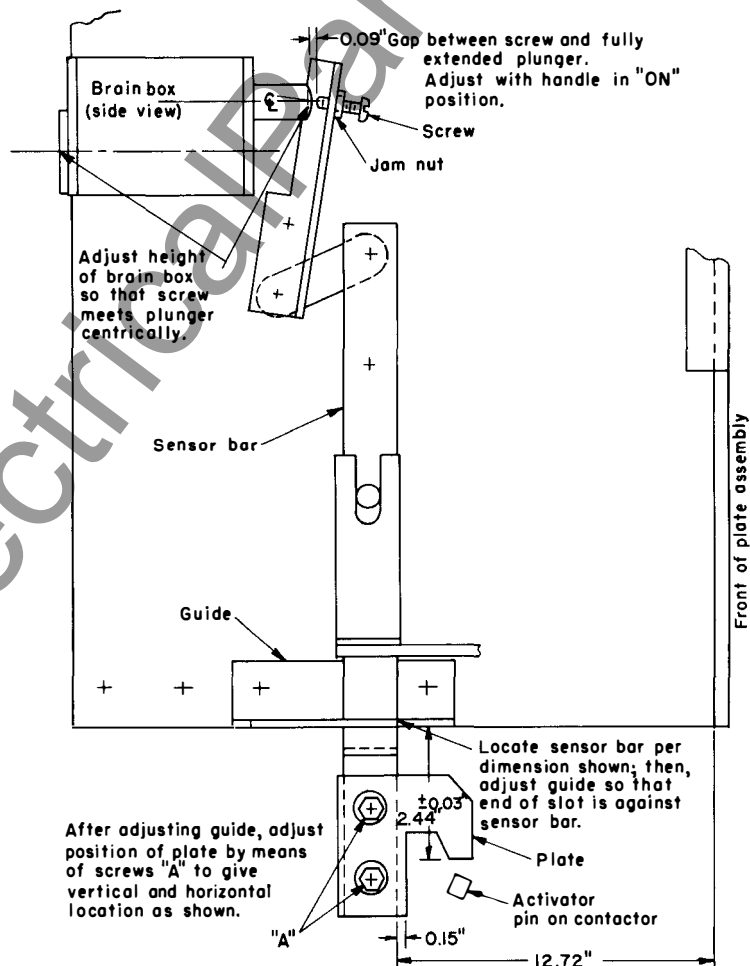 0.09" Gap between screw and fully
extended plunger.
Adjust with handle in "ON"
position.
Brain box
(side view)
℄
Screw
Jam nut
Adjust height
of brain box
so that screw
meets plunger
centrically.
Sensor bar
Front of plate assembly
Guide
Locate sensor bar per
dimension shown; then,
adjust guide so that
end of slot is against
sensor bar.
±0.03"
2.44"
After adjusting guide, adjust
position of plate by means
of screws "A" to give
vertical and horizontal
location as shown.
Plate
Activator
pin on contactor
"A"
0.15"
12.72"
ectricalPa